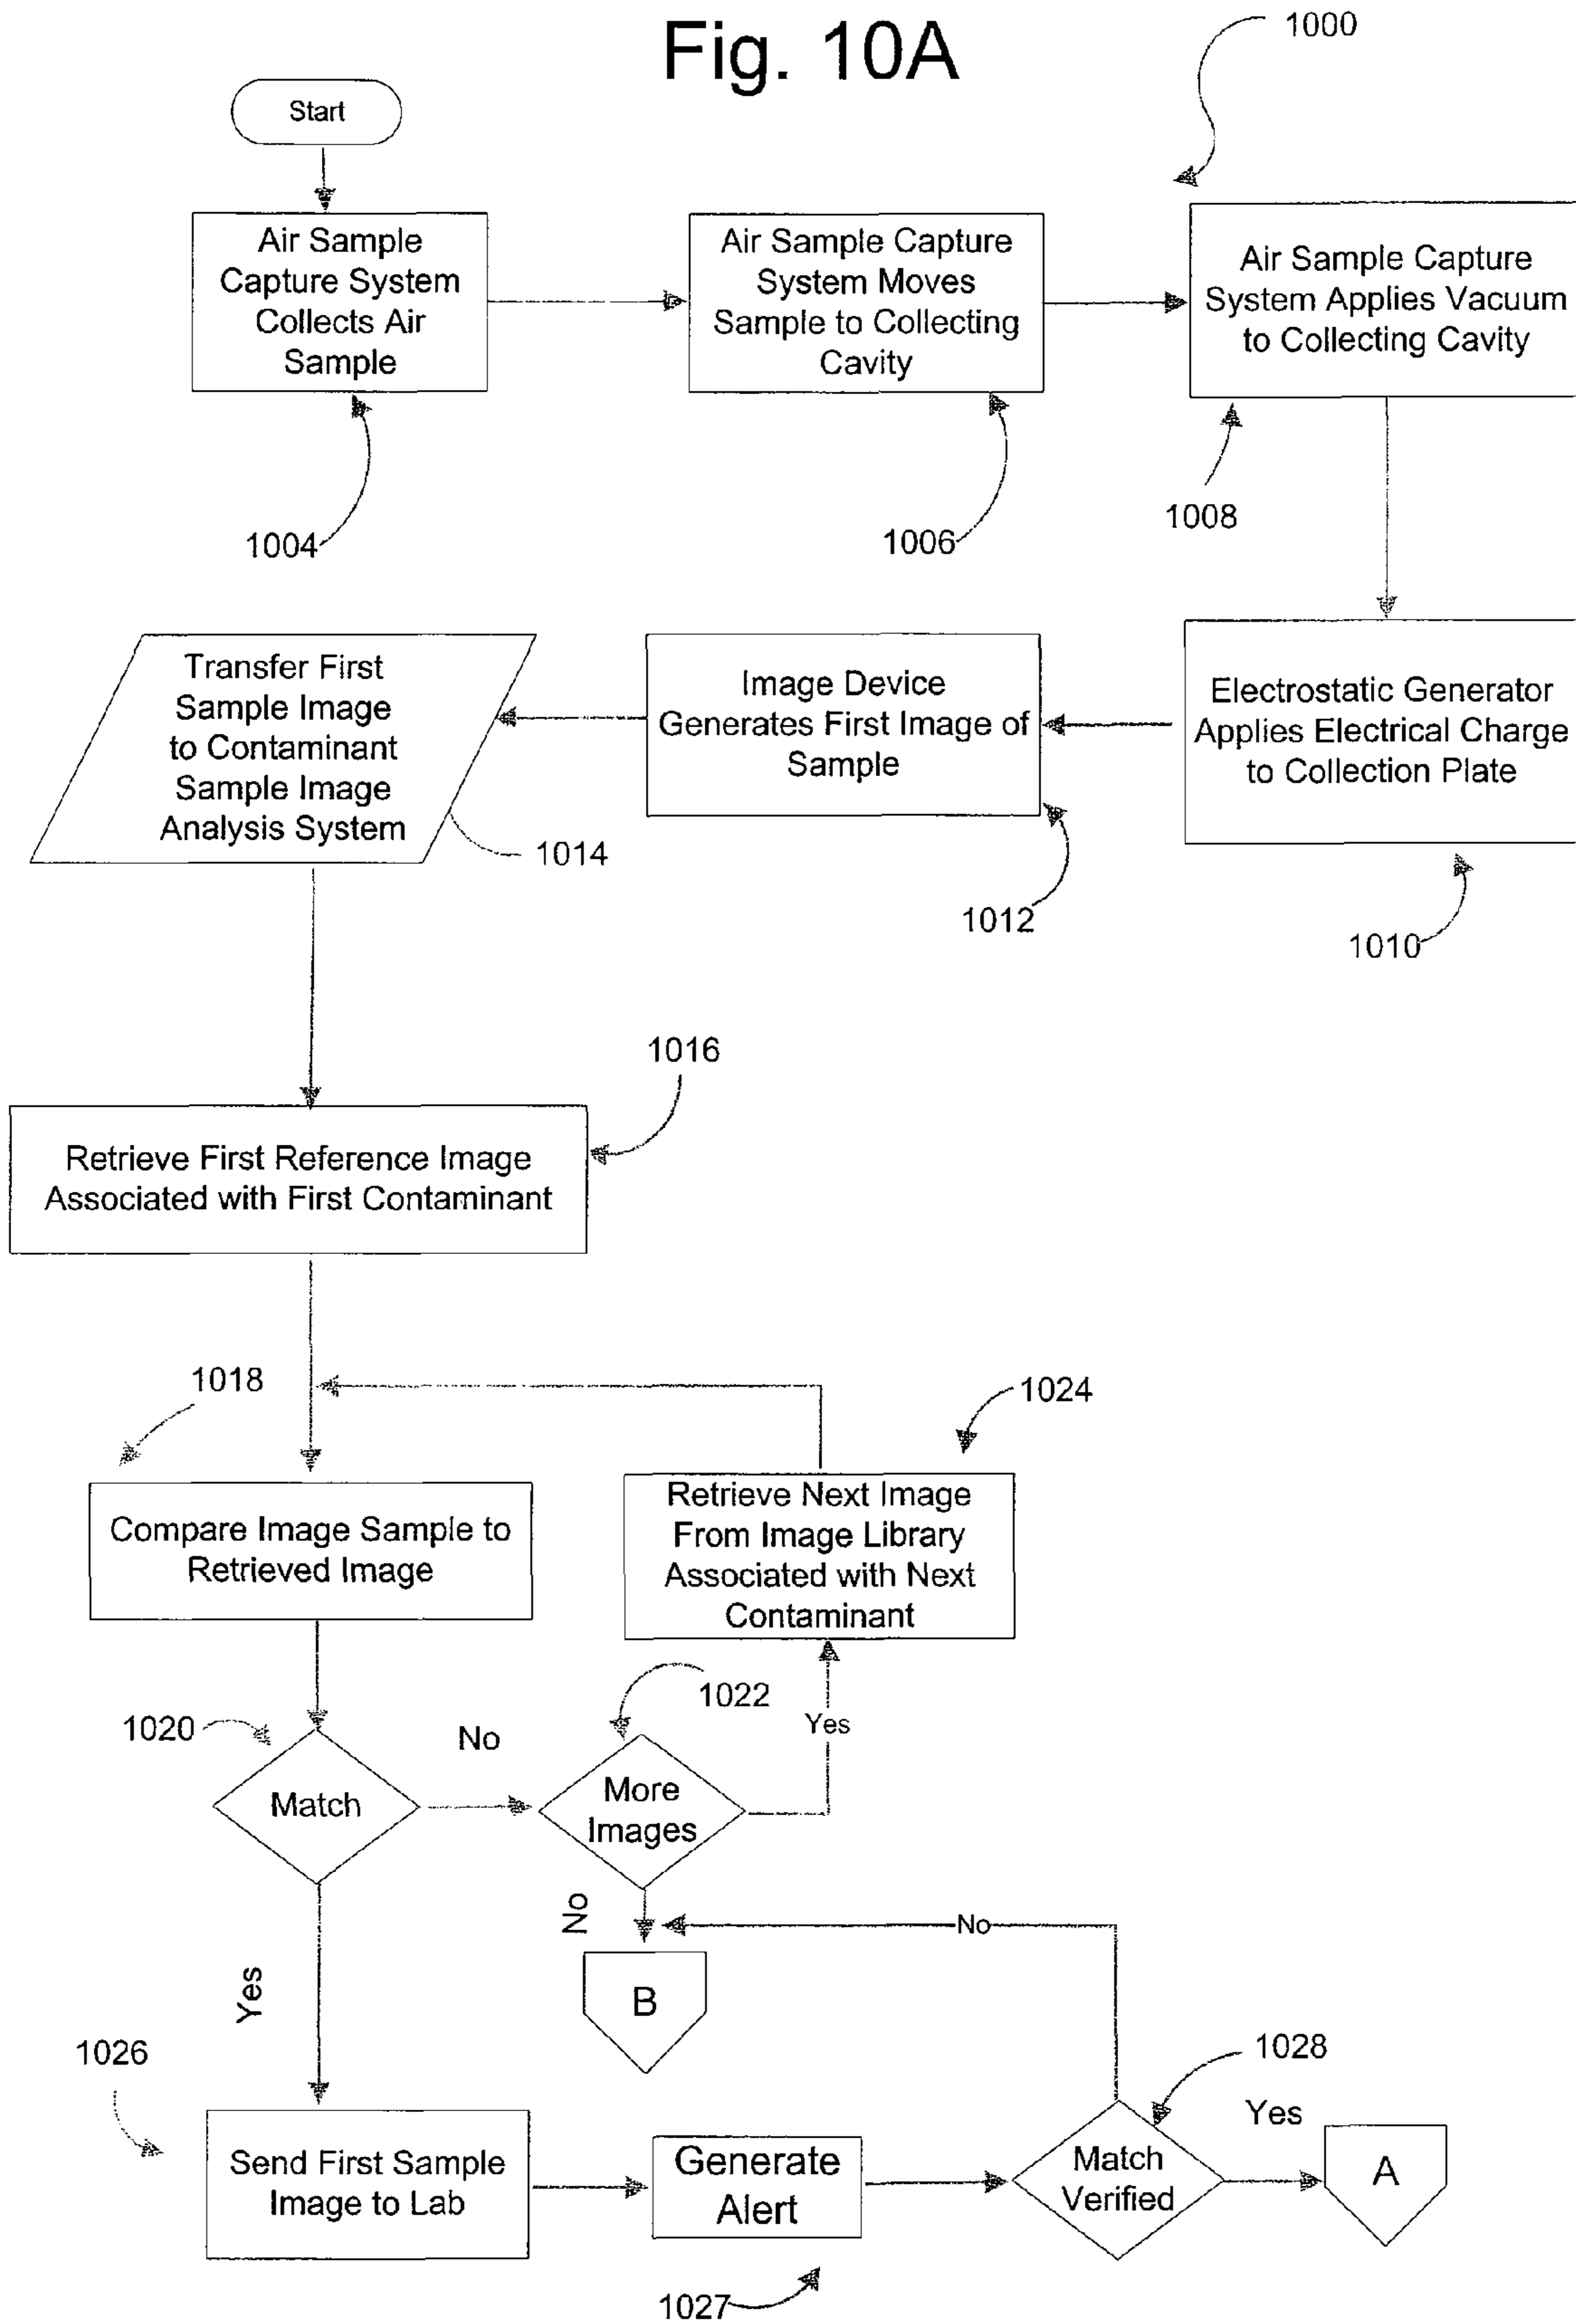 Fig. 10A
1000
Start
Air Sample
Capture System
Collects Air
Sample
Air Sample Capture
System Moves
Sample to Collecting
Cavity
Air Sample Capture
System Applies Vacuum
to Collecting Cavity
1004
1006
1008
Transfer First
Sample Image
to Contaminant
Sample Image
Analysis System
Image Device
Generates First Image of
Sample
Electrostatic Generator
Applies Electrical Charge
to Collection Plate
1014
1012
1010
1016
Retrieve First Reference Image
Associated with First Contaminant
1018
1024
Compare Image Sample to
Retrieved Image
Retrieve Next Image
From Image Library
Associated with Next
Contaminant
1020
No
1022
Yes
Match
More
Images
No
No
Yes
B
1026
1028
Yes
Send First Sample
Image to Lab
Generate
Alert
Match
Verified
A
1027